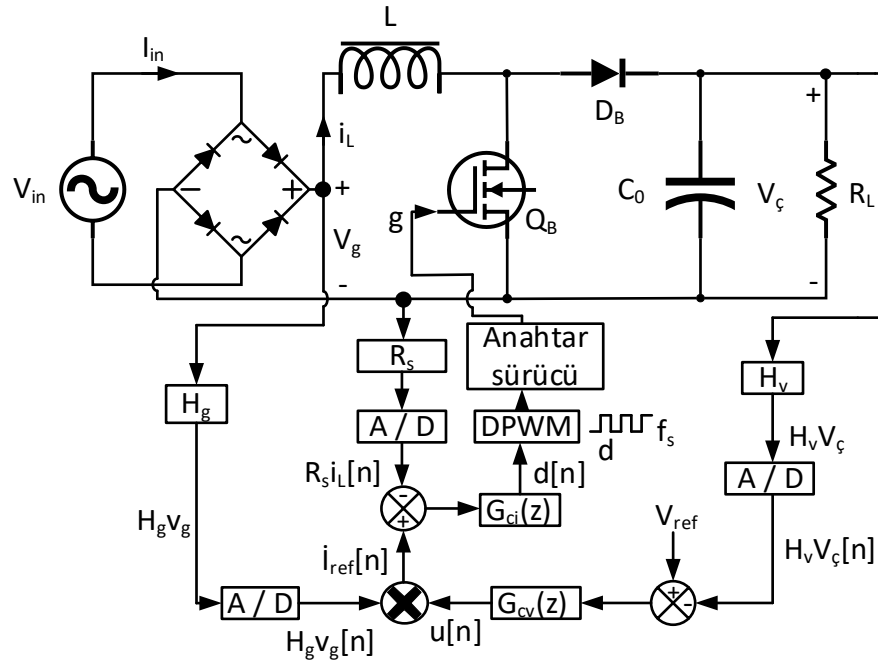 L
I_in
i_L
D_B
+
V_in
+
V_g
-
g
Q_B
C_0
V_ç
R_L
-
H_g
R_s
Anahtar
sürücü
H_v
A / D
DPWM
d
f_s
H_vV_ç
R_si_L[n]
d[n]
A / D
-
+
G_ci(z)
V_ref
H_gv_g
i_ref[n]
H_vV_ç[n]
A / D
G_cv(z)
+
-
H_gv_g[n]
u[n]